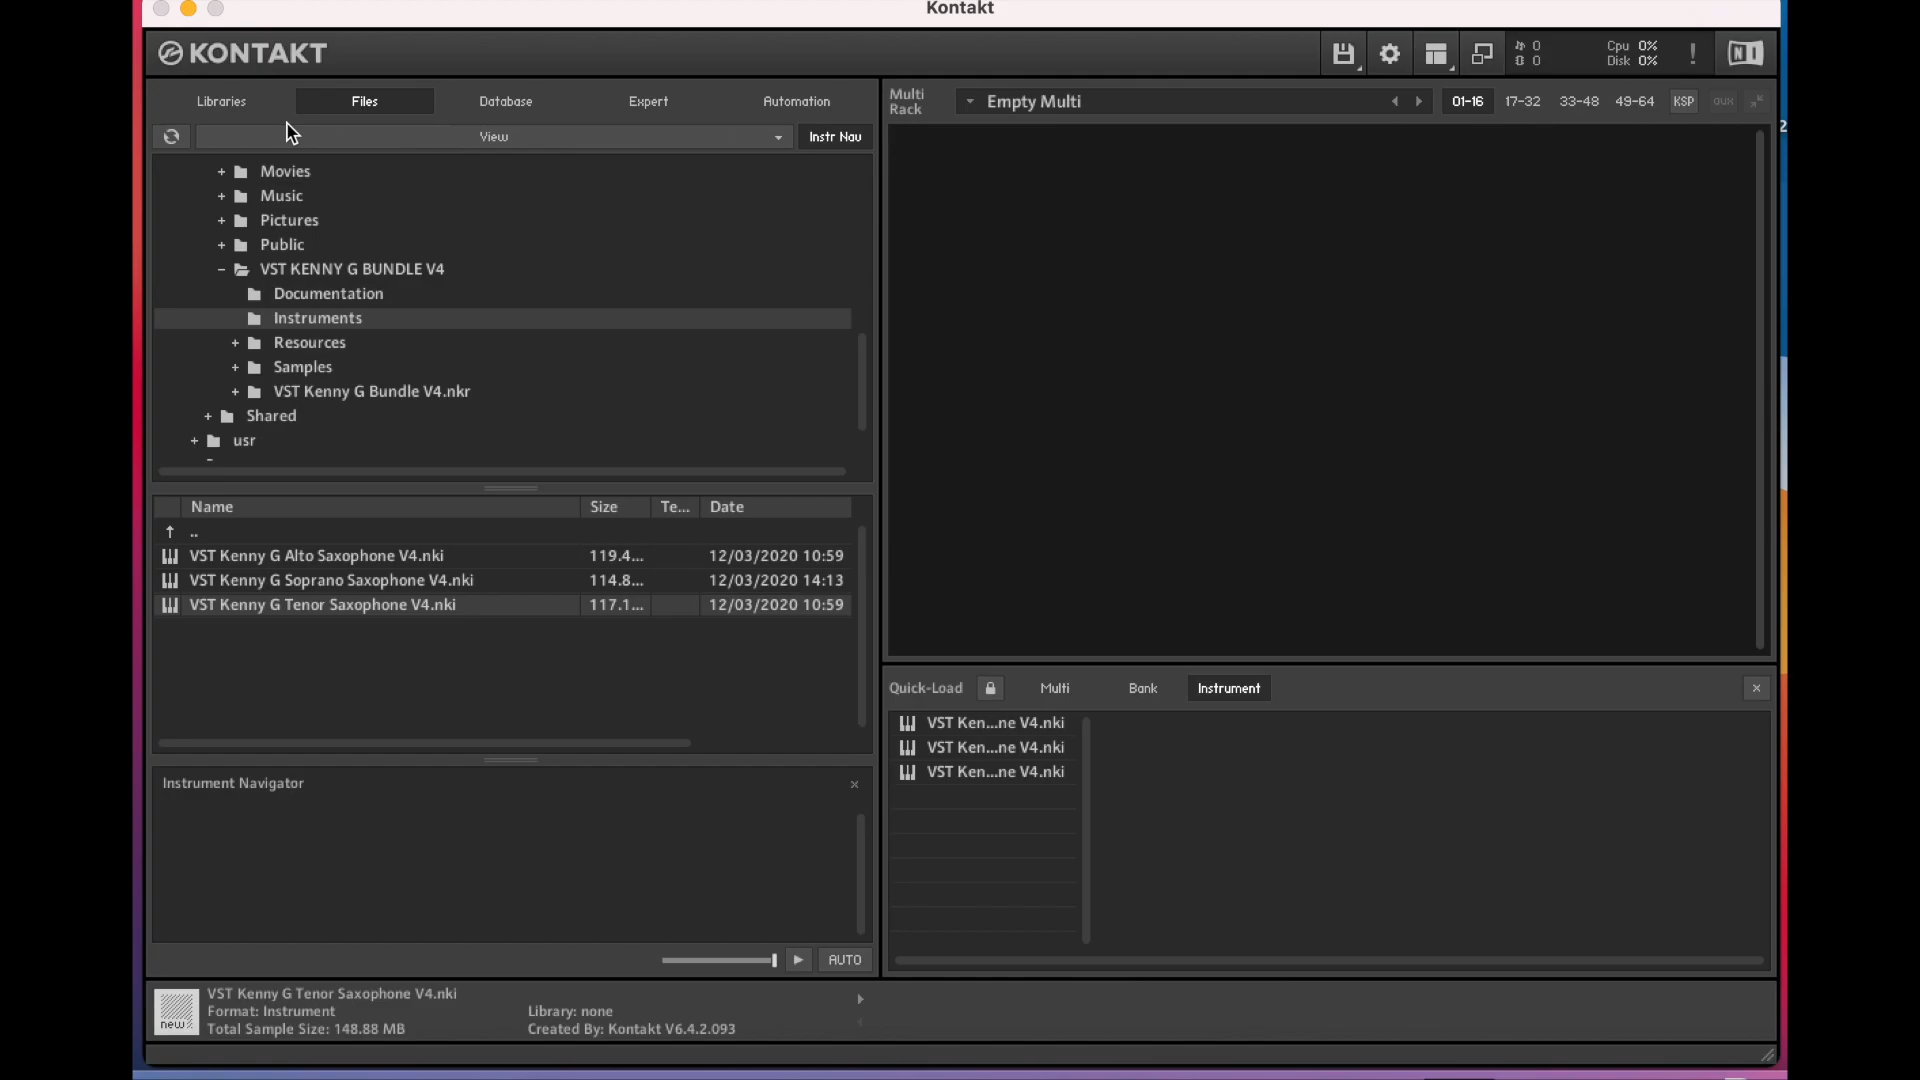 Kontakt
KONTAKT
0
0
Cpu 0%
Disk 0%
!
NI
Libraries
Files
Database
Expert
Automation
View
Instr Nav
Movies
Music
Pictures
Public
VST KENNY G BUNDLE V4
Documentation
Instruments
Resources
Samples
VST Kenny G Bundle V4.nkr
Shared
usr
Name Size Te... Date
..
VST Kenny G Alto Saxophone V4.nki 119.4... 12/03/2020 10:59
VST Kenny G Soprano Saxophone V4.nki 114.8... 12/03/2020 14:13
VST Kenny G Tenor Saxophone V4.nki 117.1... 12/03/2020 10:59
Instrument Navigator
AUTO
Multi
Rack
Empty Multi
01-16
17-32
33-48
49-64
KSP
aux
2
Quick-Load
Multi
Bank
Instrument
VST Ken...ne V4.nki
VST Ken...ne V4.nki
VST Ken...ne V4.nki
new
VST Kenny G Tenor Saxophone V4.nki
Format: Instrument
Total Sample Size: 148.88 MB
Library: none
Created By: Kontakt V6.4.2.093